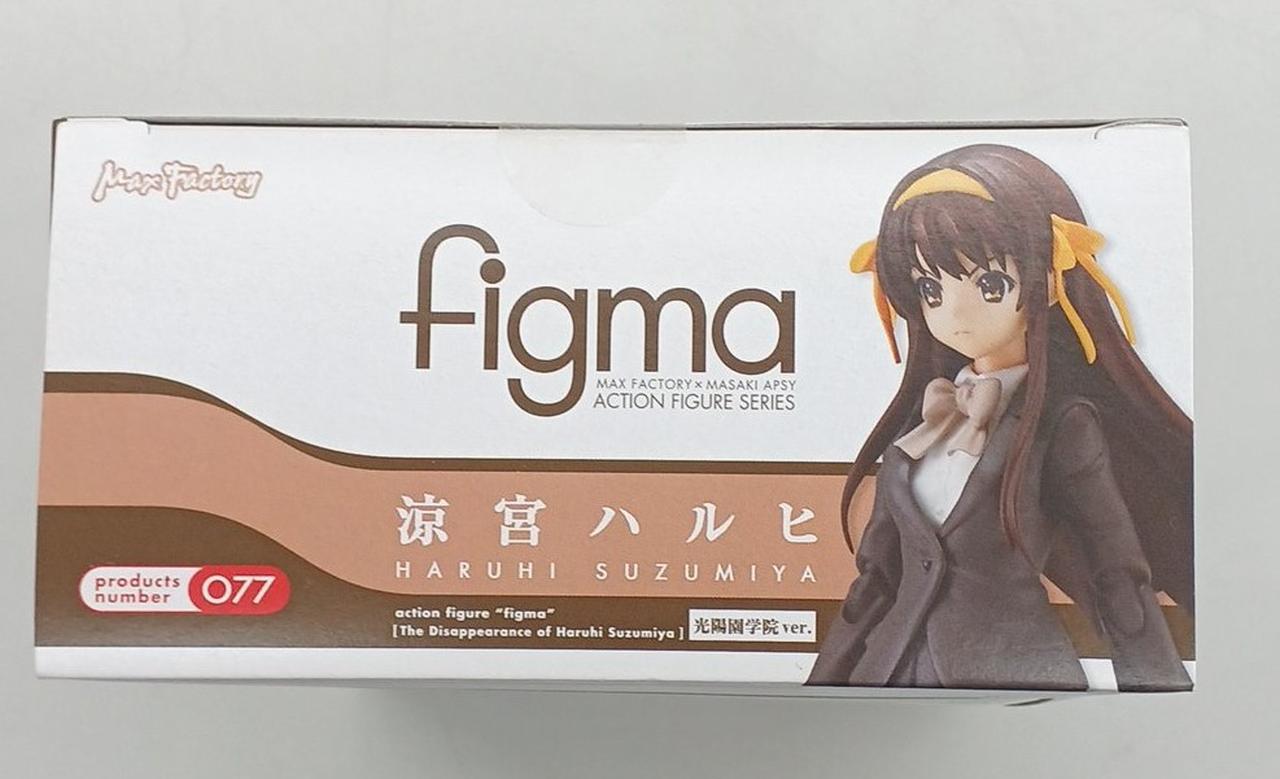 Max Factory
figma
MAX FACTORY × MASAKI APSY
ACTION FIGURE SERIES
涼宮ハルヒ
HARUHI SUZUMIYA
products number 077
action figure "figma"
[The Disappearance of Haruhi Suzumiya] 光陽園学院 ver.